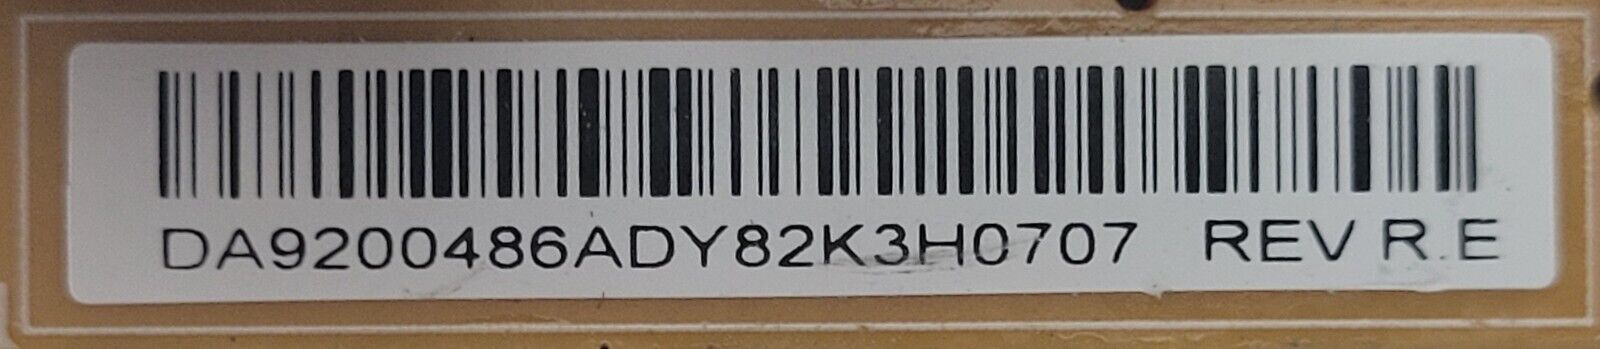 DA9200486ADY82K3H0707 REV R.E